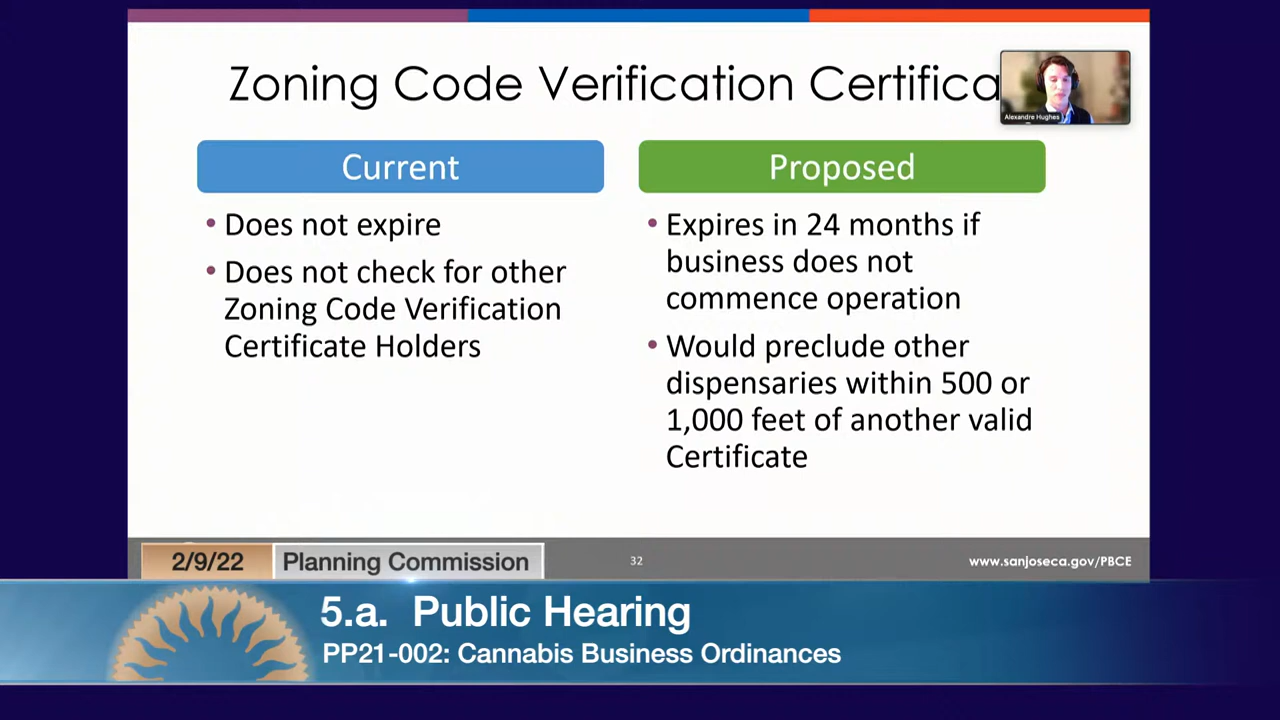 Zoning Code Verification Certifica
Alexandre Hughes
Current
• Does not expire
• Does not check for other
Zoning Code Verification
Certificate Holders
Proposed
• Expires in 24 months if
business does not
commence operation
• Would preclude other
dispensaries within 500 or
1,000 feet of another valid
Certificate
2/9/22
Planning Commission
32
www.sanjoseca.gov/PBCE
5.a. Public Hearing
PP21-002: Cannabis Business Ordinances